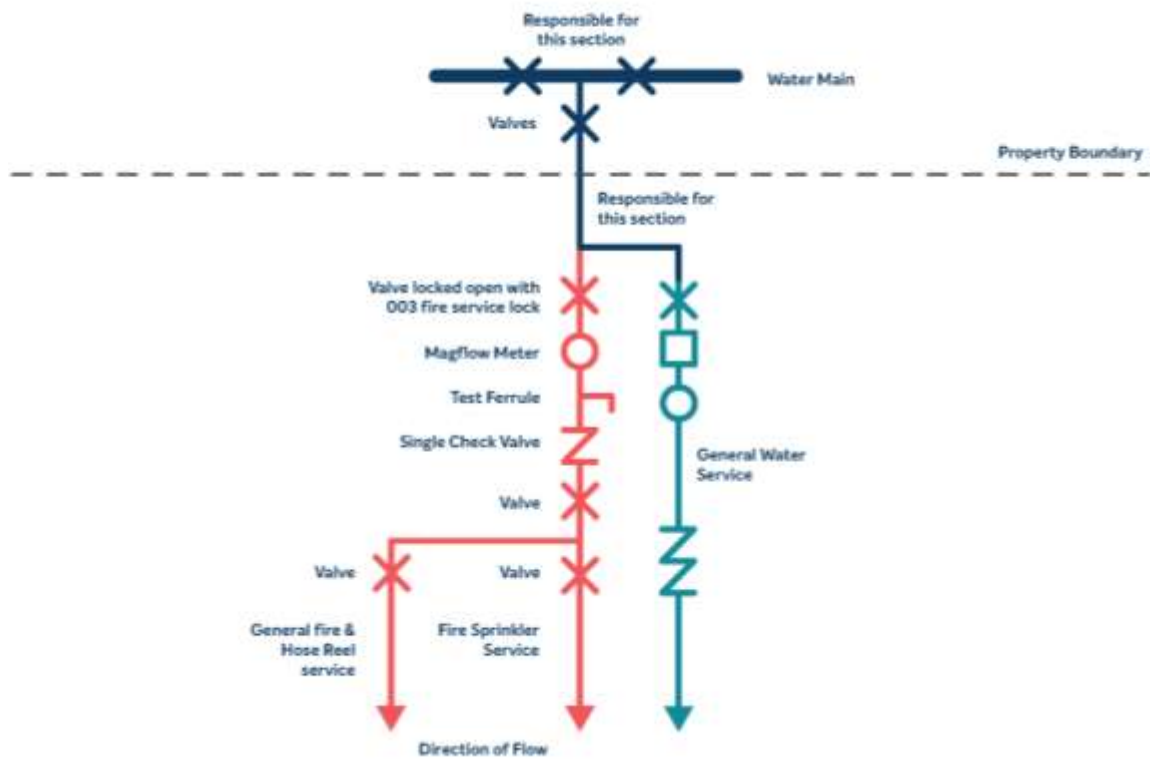 Responsible for
this section
Water Main
Valves
Property Boundary
Responsible for
this section
Valve locked open with
003 fire service lock
Magflow Meter
Test Ferrule
Single Check Valve
General Water
Service
Valve
Valve
Valve
General fire &
Hose Reel
service
Fire Sprinkler
Service
Direction of Flow